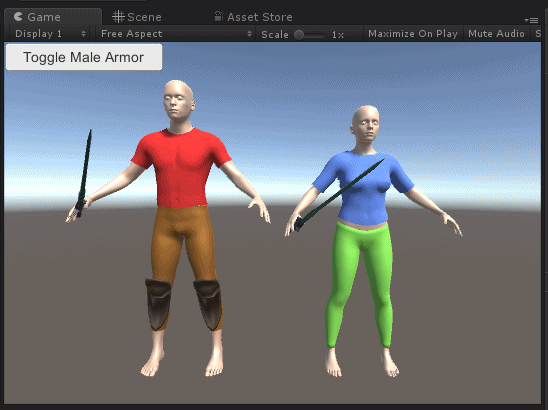 Game Scene Asset Store
Display 1 Free Aspect Scale 1x Maximize On Play Mute Audio S
Toggle Male Armor